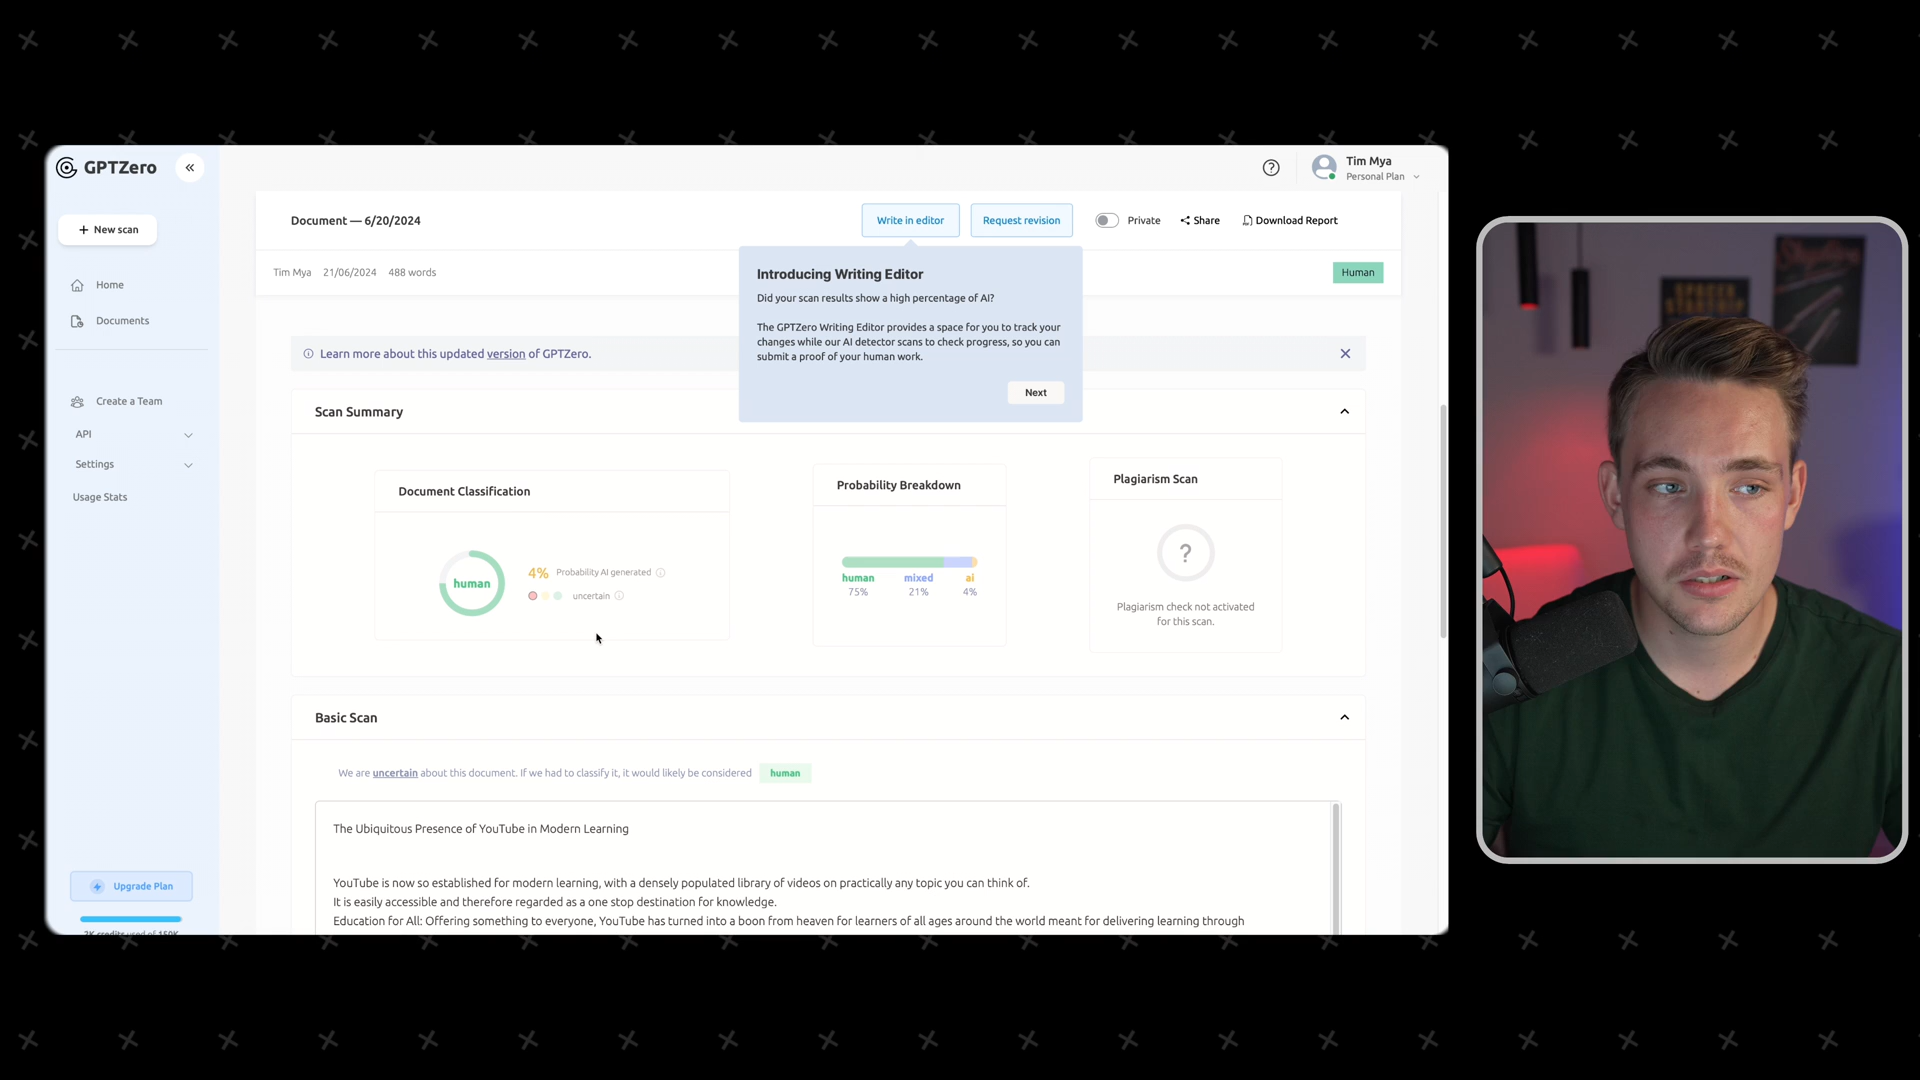 GPTZero
«
Tim Mya
Personal Plan
+ New scan
Home
Documents
Create a Team
API
Settings
Usage Stats
Upgrade Plan
2K credits used of 150K
Document — 6/20/2024
Write in editor
Request revision
Private
Share
Download Report
Tim Mya 21/06/2024 488 words
Human
Introducing Writing Editor
Did your scan results show a high percentage of AI?
The GPTZero Writing Editor provides a space for you to track your
changes while our AI detector scans to check progress, so you can
submit a proof of your human work.
Next
Learn more about this updated version of GPTZero.
Scan Summary
Document Classification
human
4% Probability AI generated
uncertain
Probability Breakdown
human mixed ai
75% 21% 4%
Plagiarism Scan
?
Plagiarism check not activated
for this scan.
Basic Scan
We are uncertain about this document. If we had to classify it, it would likely be considered human
The Ubiquitous Presence of YouTube in Modern Learning
YouTube is now so established for modern learning, with a densely populated library of videos on practically any topic you can think of.
It is easily accessible and therefore regarded as a one stop destination for knowledge.
Education for All: Offering something to everyone, YouTube has turned into a boon from heaven for learners of all ages around the world meant for delivering learning through